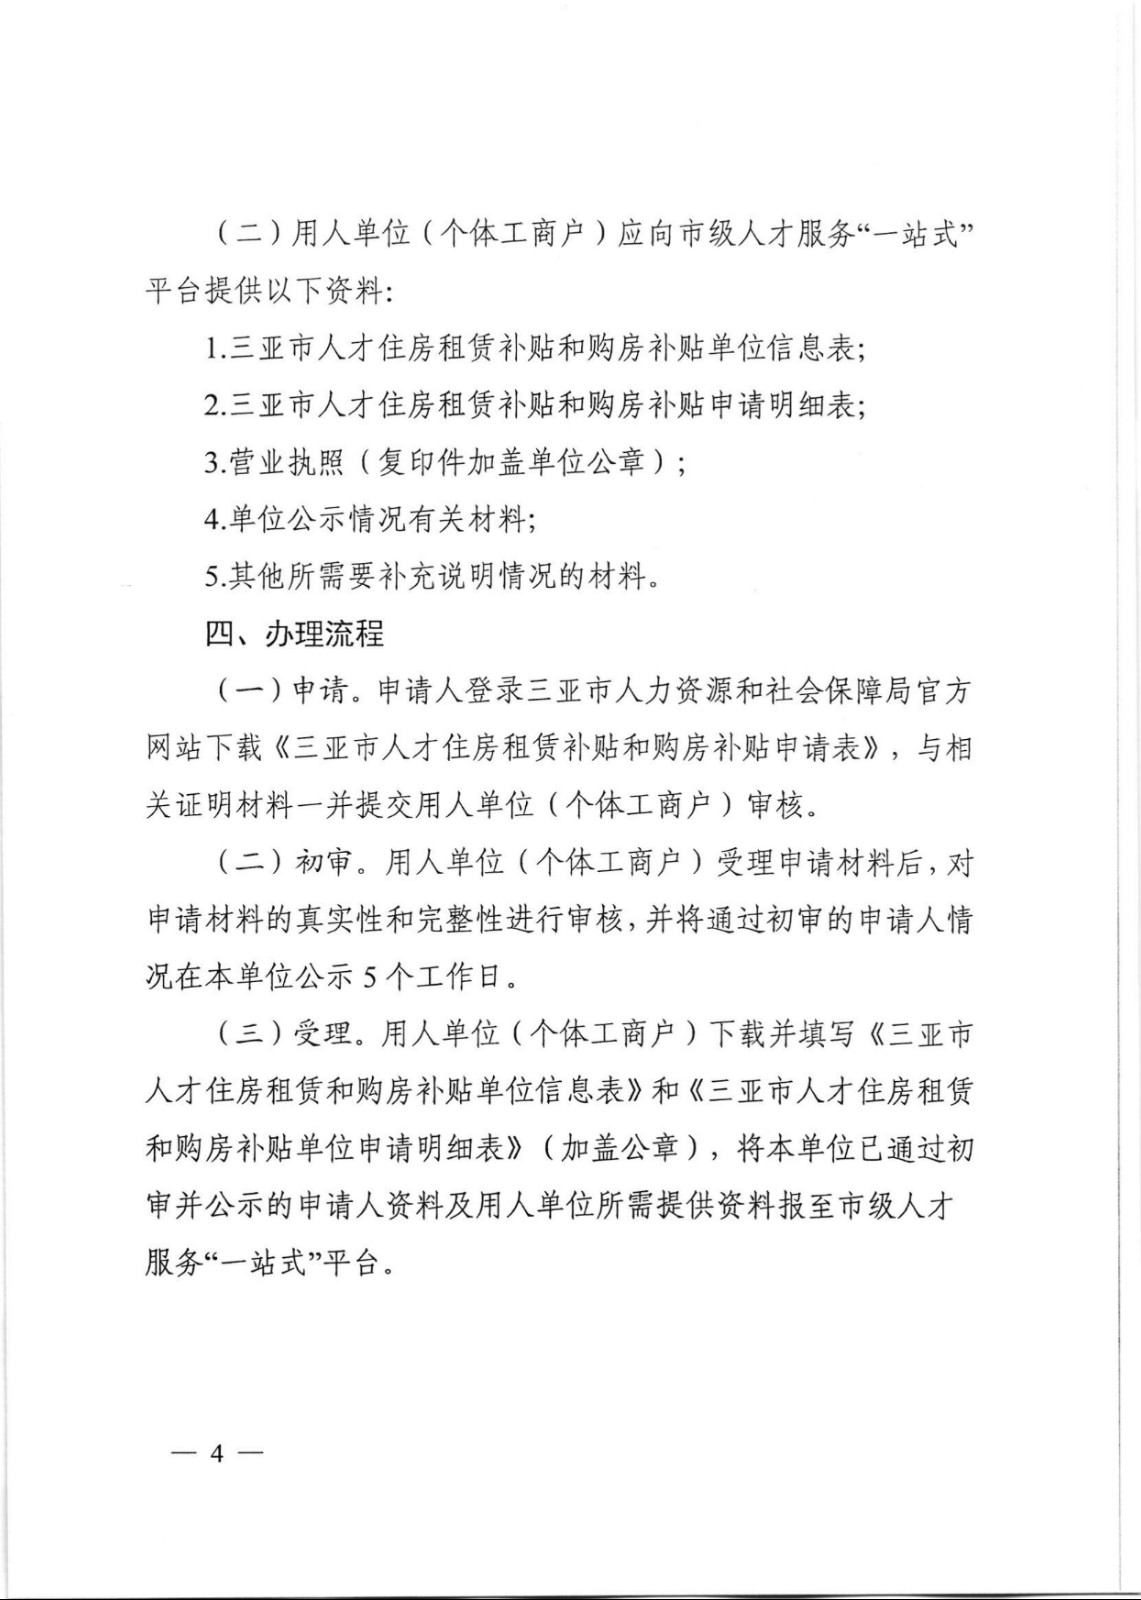 （二）用人单位（个体工商户）应向市级人才服务“一站式”
平台提供以下资料：
1.三亚市人才住房租赁补贴和购房补贴单位信息表；
2.三亚市人才住房租赁补贴和购房补贴申请明细表；
3.营业执照（复印件加盖单位公章）；
4.单位公示情况有关材料；
5.其他所需要补充说明情况的材料。
四、办理流程
（一）申请。申请人登录三亚市人力资源和社会保障局官方
网站下载《三亚市人才住房租赁补贴和购房补贴申请表》，与相
关证明材料一并提交用人单位（个体工商户）审核。
（二）初审。用人单位（个体工商户）受理申请材料后，对
申请材料的真实性和完整性进行审核，并将通过初审的申请人情
况在本单位公示 5 个工作日。
（三）受理。用人单位（个体工商户）下载并填写《三亚市
人才住房租赁和购房补贴单位信息表》和《三亚市人才住房租赁
和购房补贴单位申请明细表》（加盖公章），将本单位已通过初
审并公示的申请人资料及用人单位所需提供资料报至市级人才
服务“一站式”平台。
— 4 —